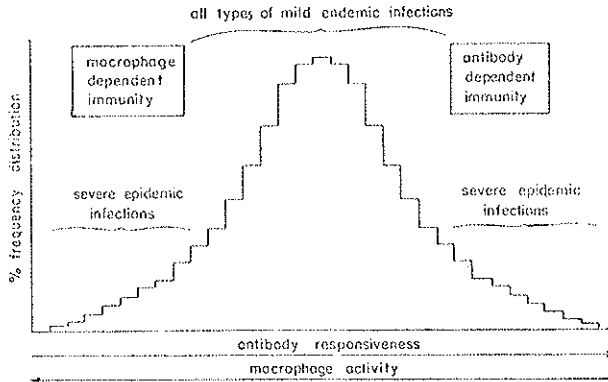 all types of mild endemic infections
macrophage
dependent
immunity
antibody
dependent
immunity
% frequency distribution
severe epidemic
infections
severe epidemic
infections
antibody responsiveness
macrophage activity